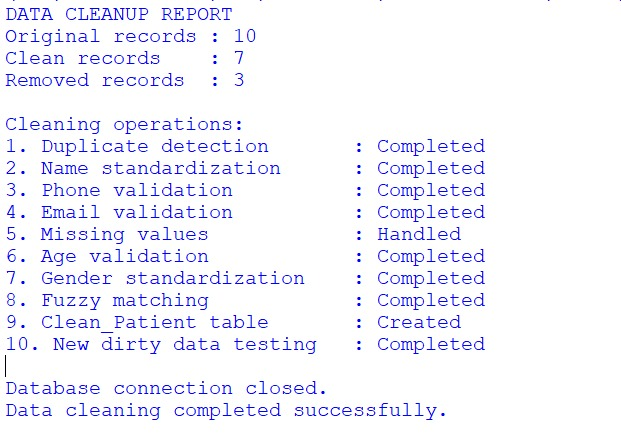 DATA CLEANUP REPORT
Original records : 10
Clean records    : 7
Removed records  : 3

Cleaning operations:
1. Duplicate detection       : Completed
2. Name standardization      : Completed
3. Phone validation          : Completed
4. Email validation          : Completed
5. Missing values            : Handled
6. Age validation            : Completed
7. Gender standardization    : Completed
8. Fuzzy matching            : Completed
9. Clean_Patient table       : Created
10. New dirty data testing   : Completed

Database connection closed.
Data cleaning completed successfully.